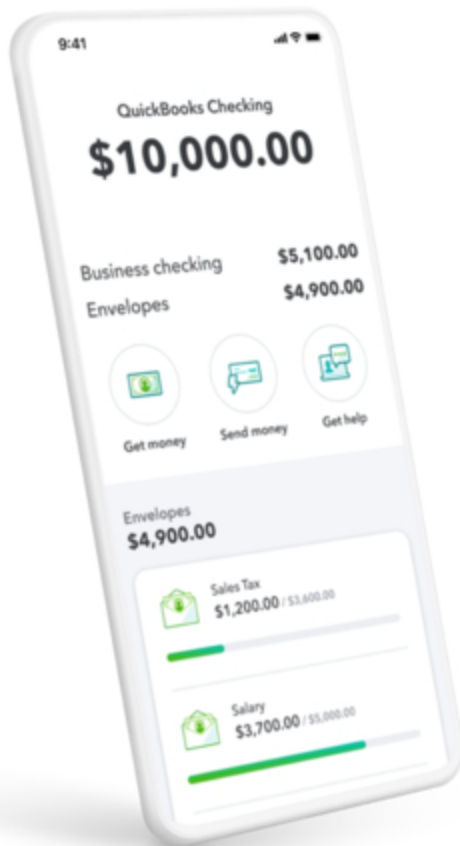 9:41
QuickBooks Checking
$10,000.00
Business checking $5,100.00
Envelopes $4,900.00
Get money Send money Get help
Envelopes
$4,900.00
Sales Tax
$1,200.00 / $3,600.00
Salary
$3,700.00 / $5,000.00